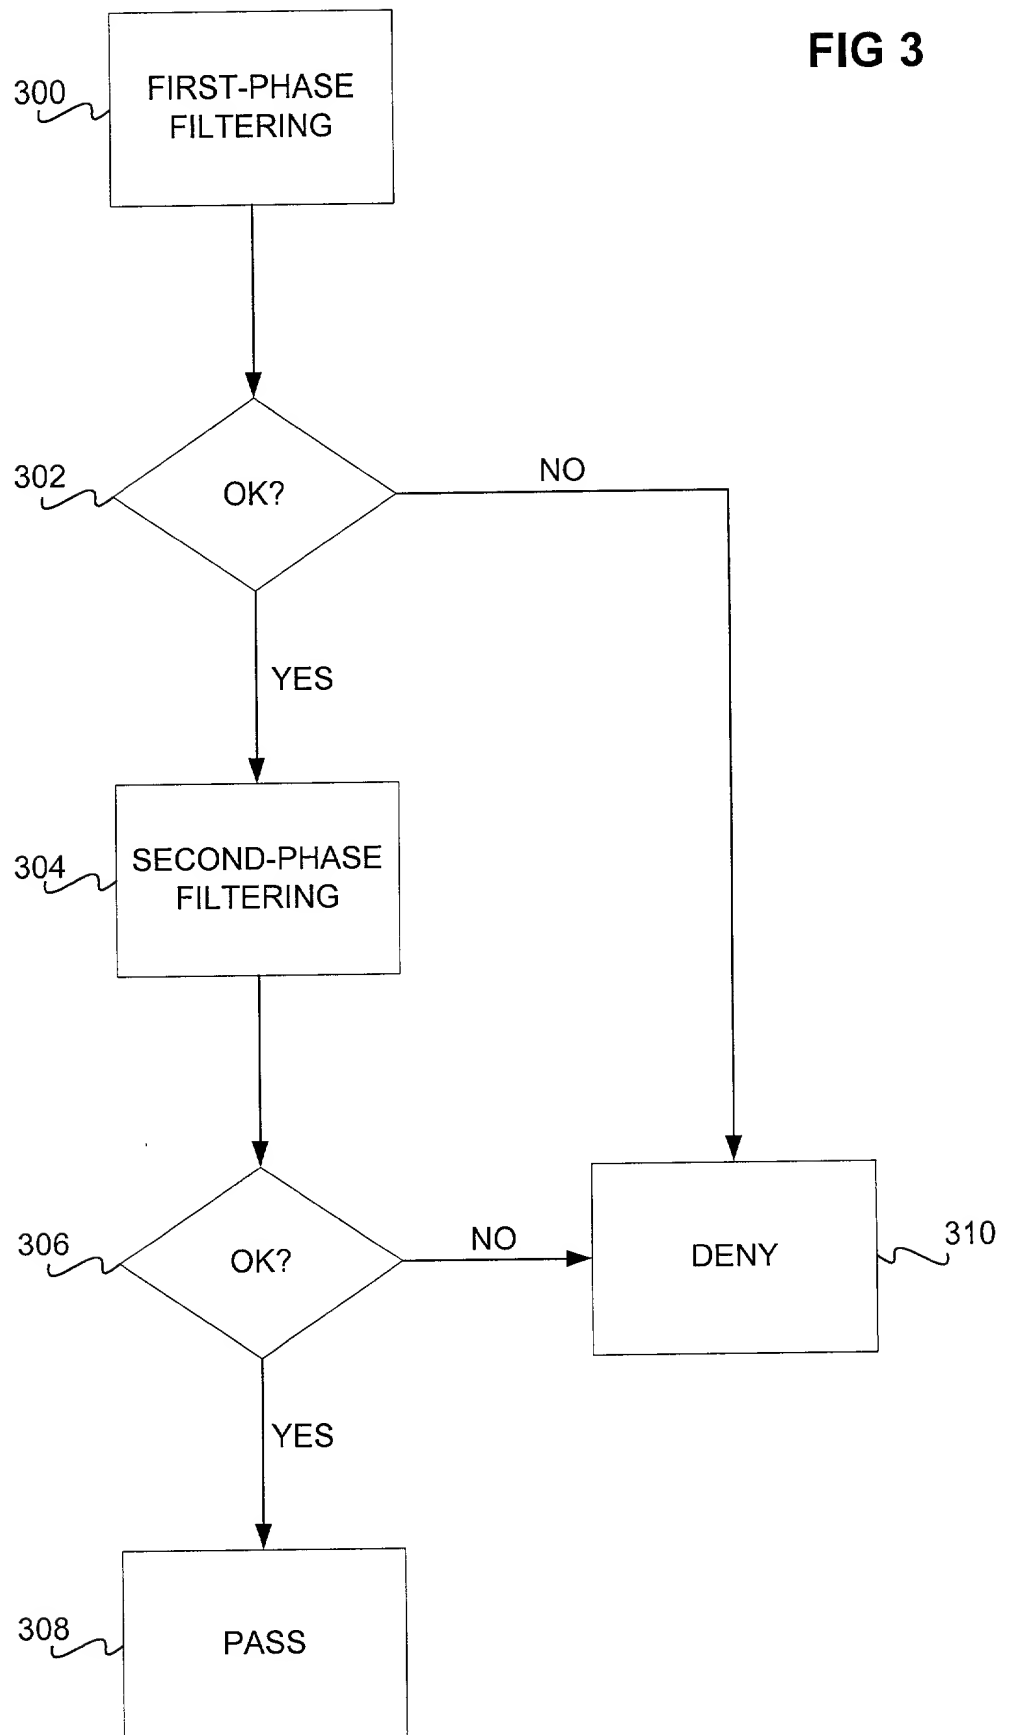 FIG 3
300
FIRST-PHASE
FILTERING
302
OK?
NO
YES
304
SECOND-PHASE
FILTERING
306
OK?
NO
DENY
310
YES
308
PASS